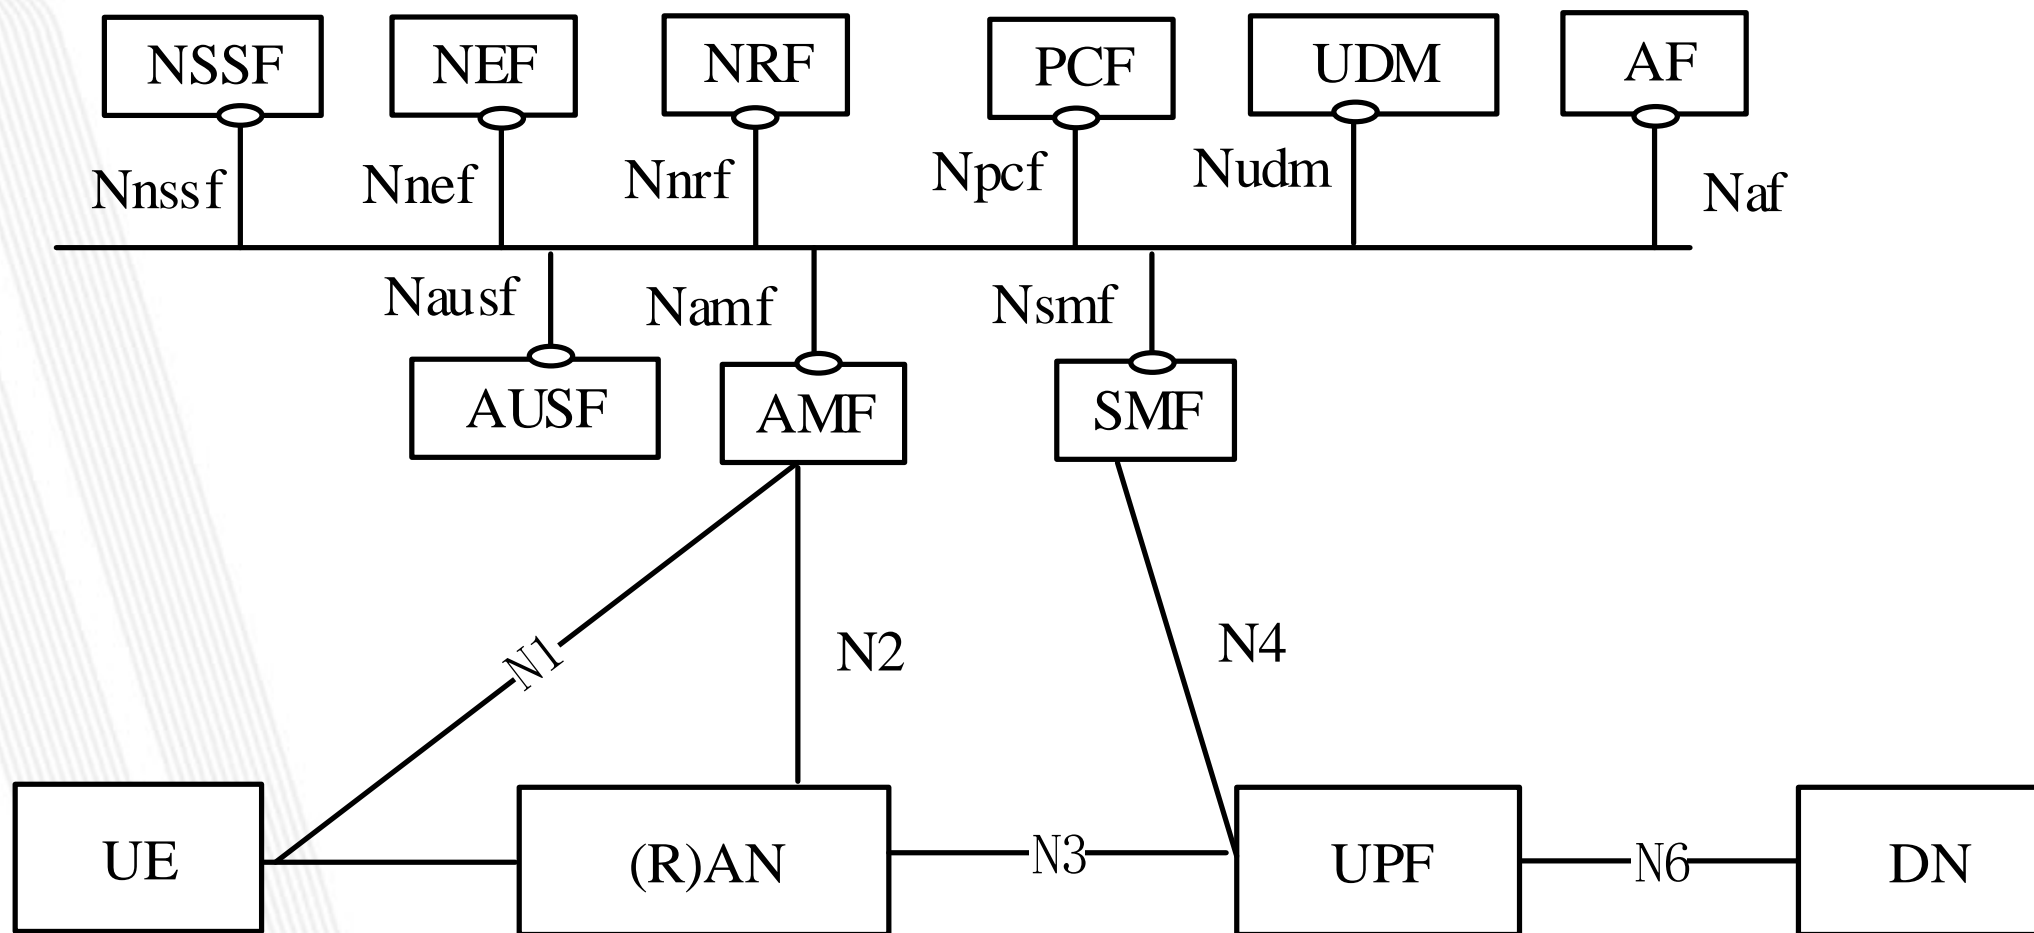 NSSF NEF NRF PCF UDM AF
Nnssf Nnef Nnrf Npcf Nudm Naf
Nausf Namf Nsmf
AUSF AMF SMF
N1 N2 N4
UE (R)AN N3 UPF N6 DN